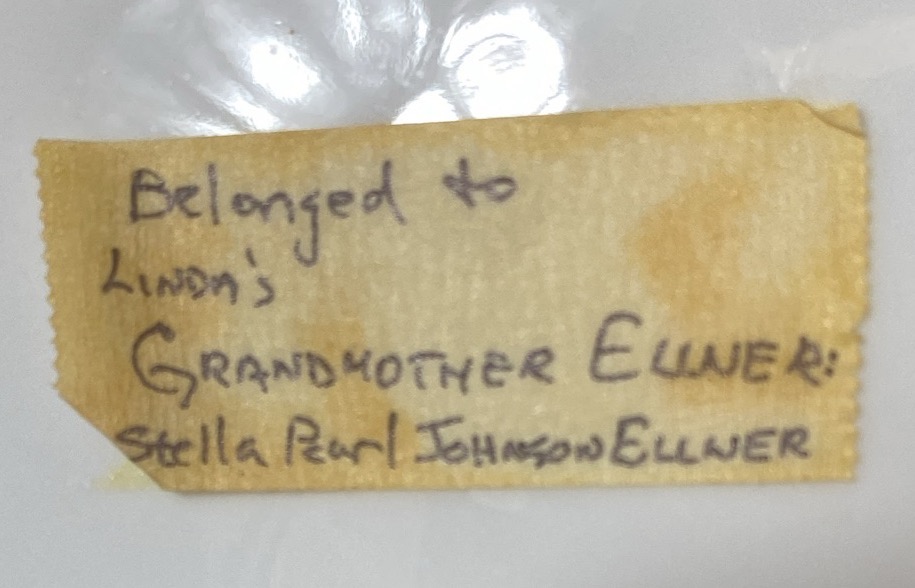 Belonged to
LINDA'S
GRANDMOTHER ELLNER:
Stella Pearl JOHNSON ELLNER